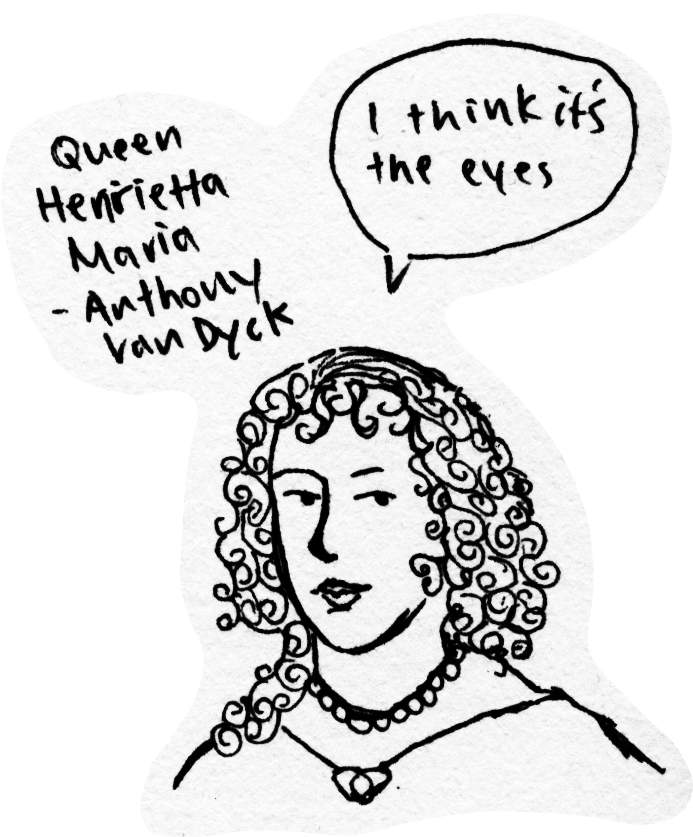 Queen
Henrietta
Maria
- Anthony
van Dyck
I think it's
the eyes